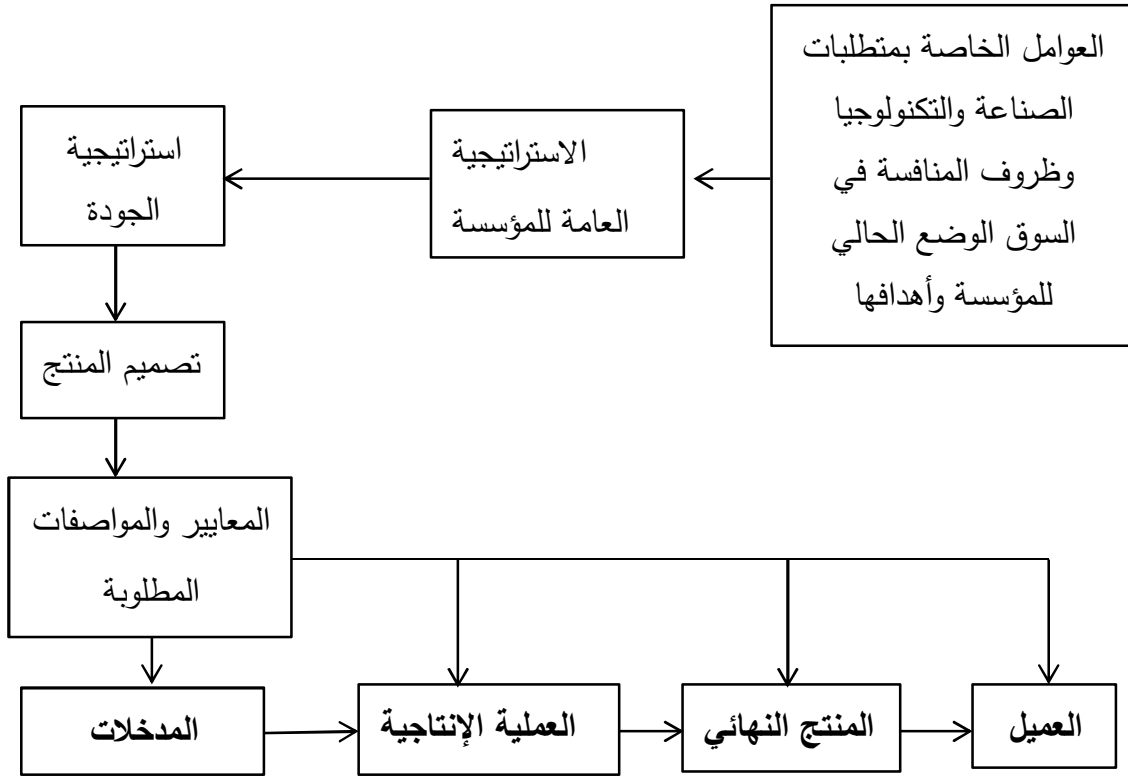 العوامل الخاصة بمتطلبات
الصناعة والتكنولوجيا
وظروف المنافسة في
السوق الوضع الحالي
للمؤسسة وأهدافها
الاستراتيجية
العامة للمؤسسة
استراتيجية
الجودة
تصميم المنتج
المعايير والمواصفات
المطلوبة
المدخلات
العملية الإنتاجية
المنتج النهائي
العميل